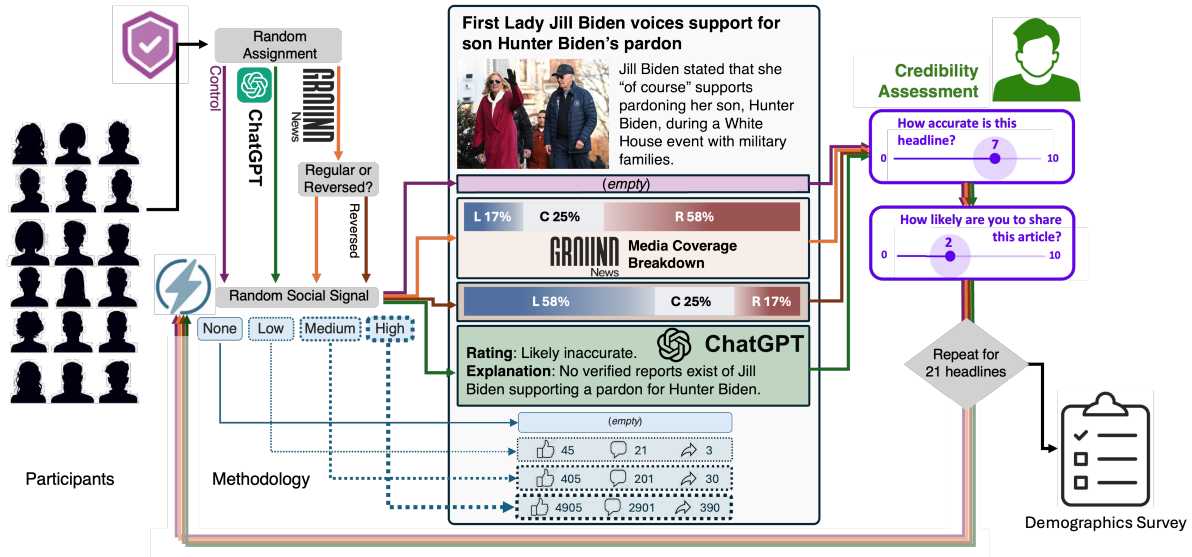 Random
Assignment
Control
ChatGPT
GROUND
News
Regular or
Reversed?
Reversed
Random Social Signal
None
Low
Medium
High
Participants
Methodology
First Lady Jill Biden voices support for
son Hunter Biden’s pardon
Jill Biden stated that she
“of course” supports
pardoning her son, Hunter
Biden, during a White
House event with military
families.
(empty)
L 17% C 25% R 58%
GROUND
News
Media Coverage
Breakdown
L 58% C 25% R 17%
ChatGPT
Rating: Likely inaccurate.
Explanation: No verified reports exist of Jill
Biden supporting a pardon for Hunter Biden.
(empty)
45 21 3
405 201 30
4905 2901 390
Credibility
Assessment
How accurate is this
headline?
7
0 10
How likely are you to share
this article?
2
0 10
Repeat for
21 headlines
Demographics Survey